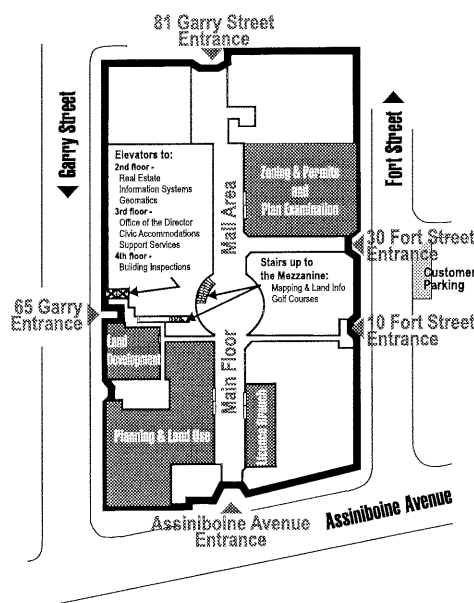 81 Garry Street
Entrance
Garry Street
Fort Street
Elevators to:
2nd floor -
Real Estate
Information Systems
Geomatics
3rd floor -
Office of the Director
Civic Accommodations
Support Services
4th floor -
Building Inspections
Mall Area
Zoning & Permits
and
Plan Examination
30 Fort Street
Entrance
Stairs up to
the Mezzanine:
Mapping & Land Info
Golf Courses
Customer
Parking
65 Garry
Entrance
10 Fort Street
Entrance
Land
Development
Main Floor
Planning & Land Use
License Branch
Assiniboine Avenue
Entrance
Assiniboine Avenue